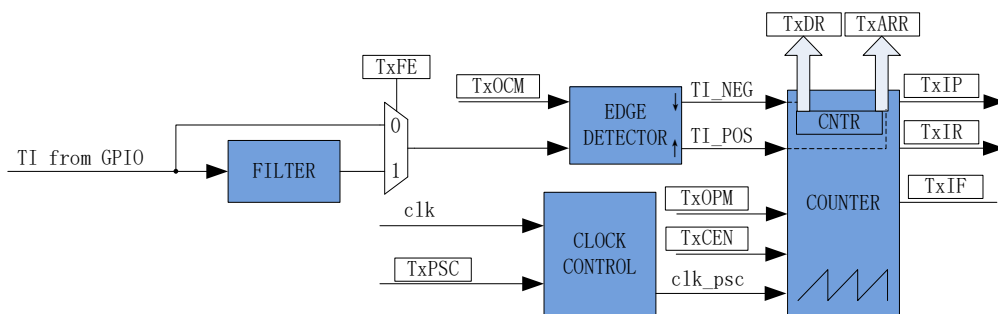 TxDR
TxARR
TxFE
TxOCM
TI_NEG
TxIP
0
EDGE
DETECTOR
CNTR
TI_POS
TxIR
TI from GPIO
FILTER
1
TxIF
clk
TxOPM
COUNTER
CLOCK
CONTROL
TxCEN
TxPSC
clk_psc